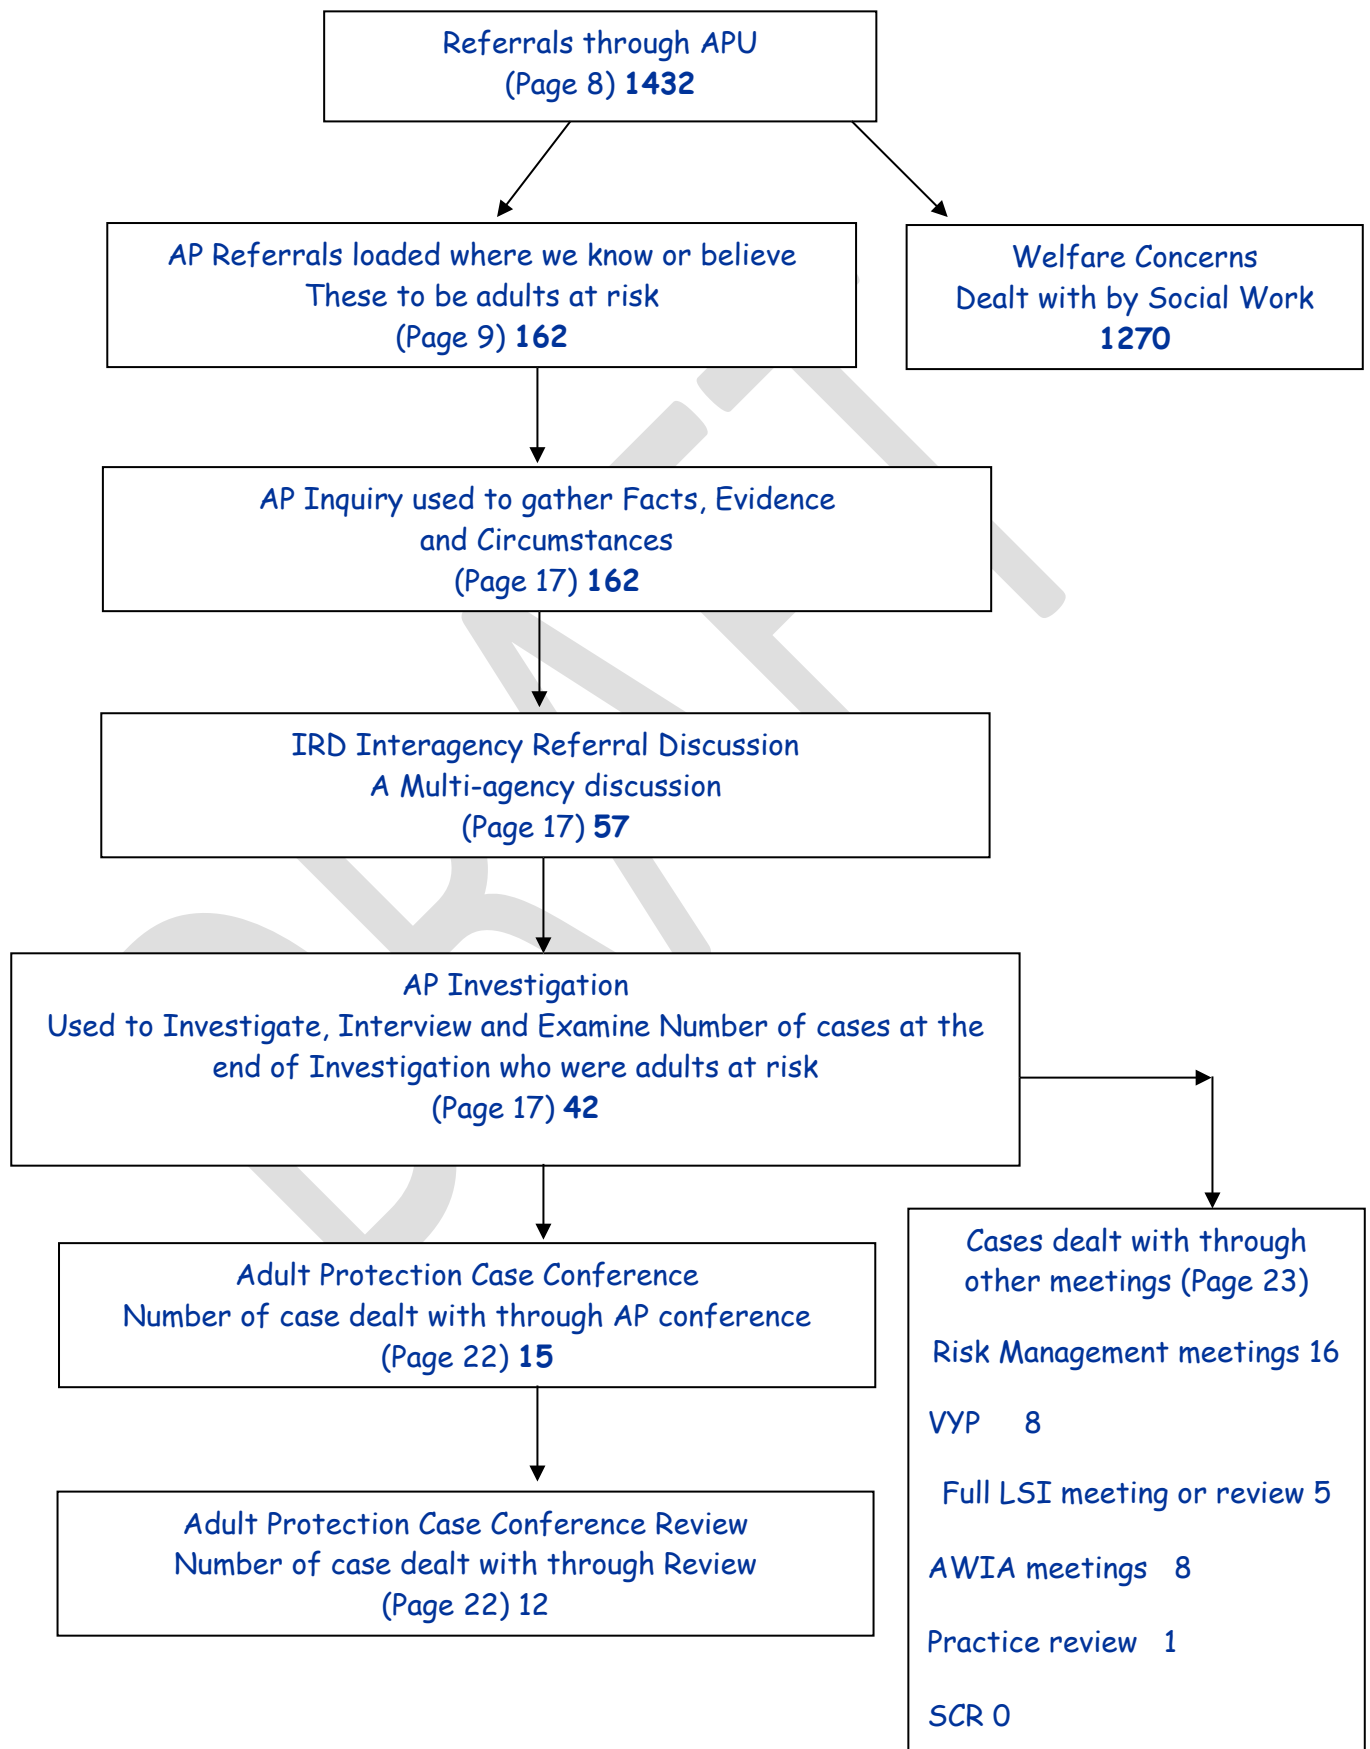 Referrals through APU
(Page 8) 1432
AP Referrals loaded where we know or believe
These to be adults at risk
(Page 9) 162
Welfare Concerns
Dealt with by Social Work
1270
AP Inquiry used to gather Facts, Evidence
and Circumstances
(Page 17) 162
IRD Interagency Referral Discussion
A Multi-agency discussion
(Page 17) 57
AP Investigation
Used to Investigate, Interview and Examine Number of cases at the
end of Investigation who were adults at risk
(Page 17) 42
Adult Protection Case Conference
Number of case dealt with through AP conference
(Page 22) 15
Adult Protection Case Conference Review
Number of case dealt with through Review
(Page 22) 12
Cases dealt with through
other meetings (Page 23)
Risk Management meetings 16
VYP 8
Full LSI meeting or review 5
AWIA meetings 8
Practice review 1
SCR 0
DRAFT